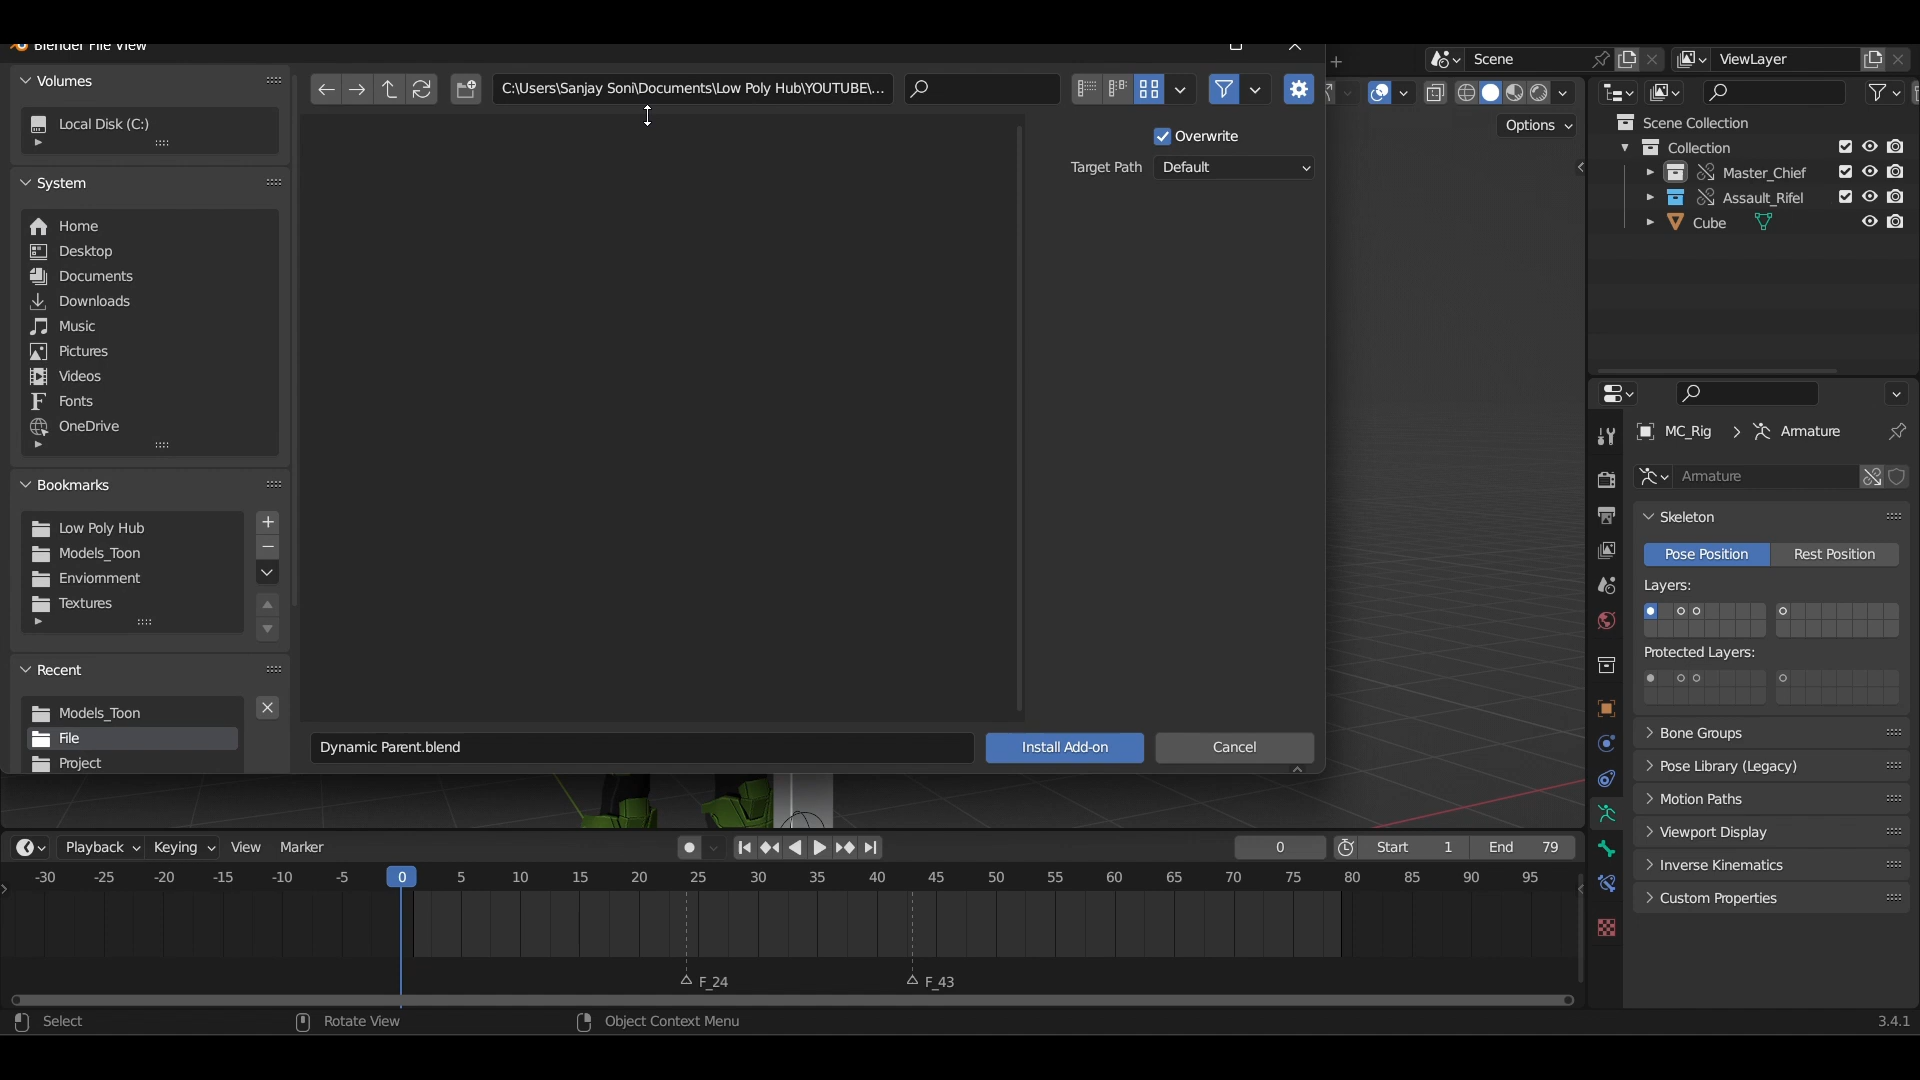 Blender File View
Volumes
Local Disk (C:)
System
Home
Desktop
Documents
Downloads
Music
Pictures
Videos
Fonts
OneDrive
Bookmarks
Low Poly Hub
Models_Toon
Enviornment
Textures
Recent
Models_Toon
File
Project
C:\Users\Sanjay Soni\Documents\Low Poly Hub\YOUTUBE\...
Overwrite
Target Path Default
Dynamic Parent.blend
Install Add-on Cancel
Scene ViewLayer
Options
Scene Collection
Collection
Master_Chief
Assault_Rifel
Cube
MC_Rig > Armature
Armature
Skeleton
Pose Position Rest Position
Layers:
Protected Layers:
Bone Groups
Pose Library (Legacy)
Motion Paths
Viewport Display
Inverse Kinematics
Custom Properties
Playback Keying View Marker 0 Start 1 End 79
-30 -25 -20 -15 -10 -5 0 5 10 15 20 25 30 35 40 45 50 55 60 65 70 75 80 85 90 95
F_24 F_43
Select Rotate View Object Context Menu 3.4.1